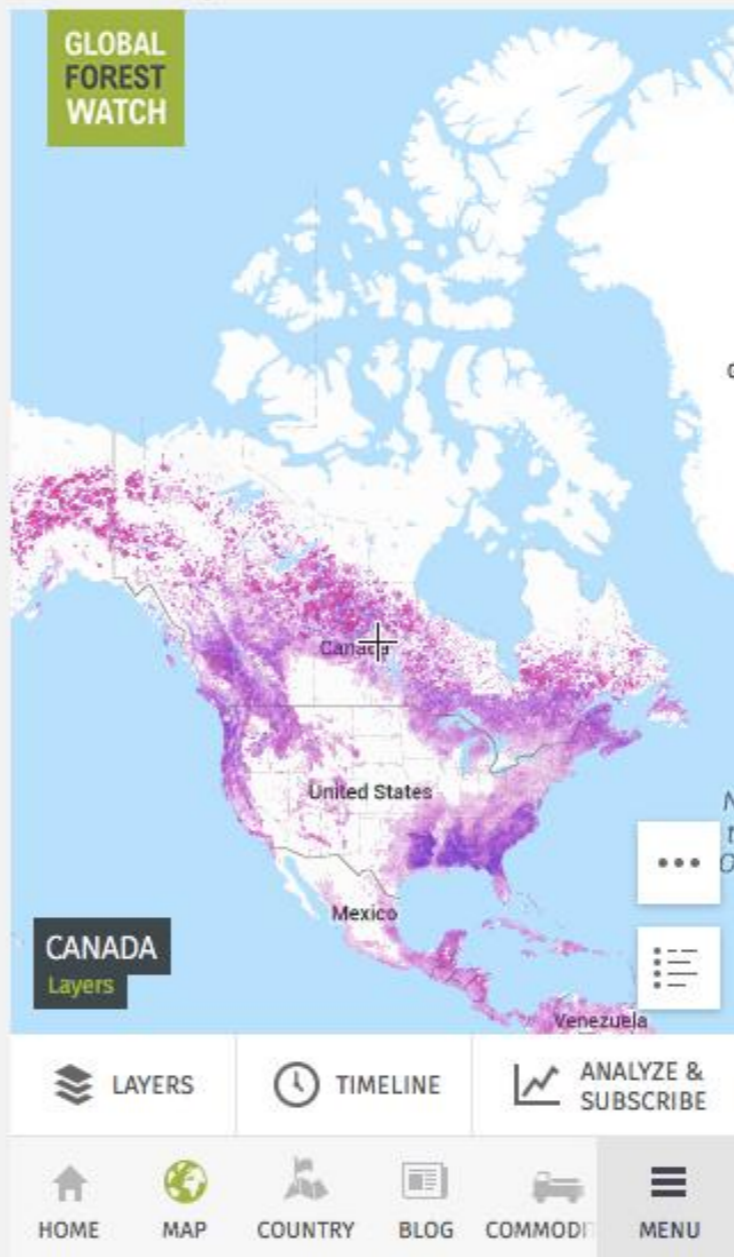 GLOBAL
FOREST
WATCH
Canada
United States
Mexico
CANADA
Layers
Venezuela
LAYERS
TIMELINE
ANALYZE &
SUBSCRIBE
HOME
MAP
COUNTRY
BLOG
COMMODI
MENU